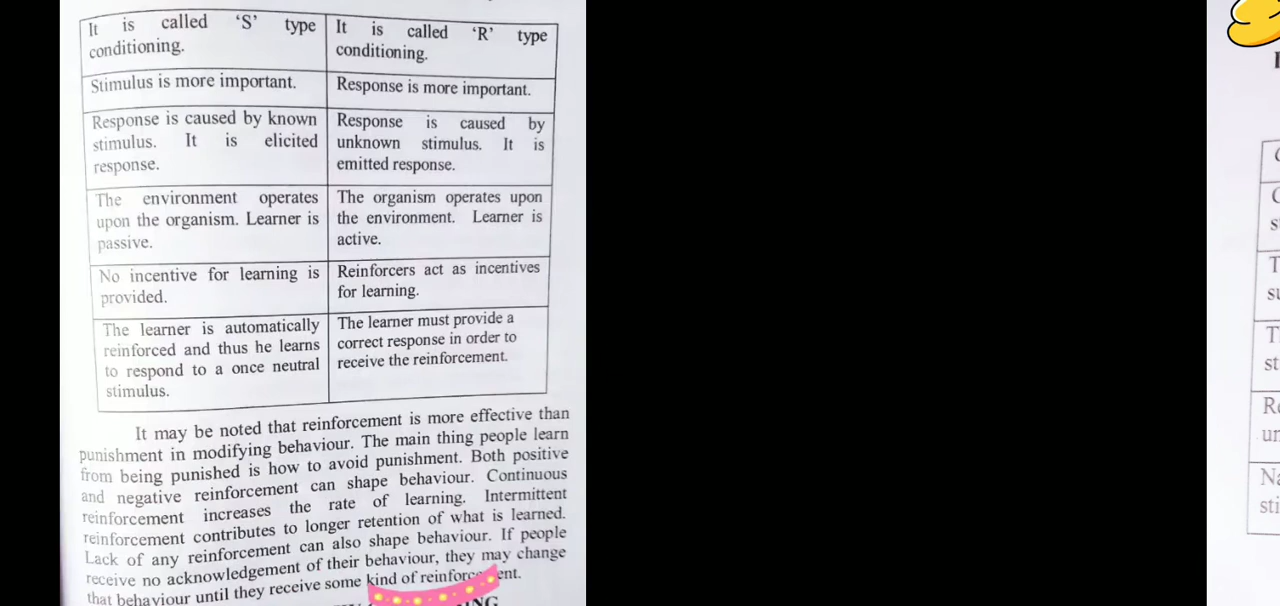 It is called ‘S’ type
conditioning.
It is called ‘R’ type
conditioning.
Stimulus is more important.
Response is more important.
Response is caused by known
stimulus. It is elicited
response.
Response is caused by
unknown stimulus. It is
emitted response.
The environment operates
upon the organism. Learner is
passive.
The organism operates upon
the environment. Learner is
active.
No incentive for learning is
provided.
Reinforcers act as incentives
for learning.
The learner is automatically
reinforced and thus he learns
to respond to a once neutral
stimulus.
The learner must provide a
correct response in order to
receive the reinforcement.
It may be noted that reinforcement is more effective than
punishment in modifying behaviour. The main thing people learn
from being punished is how to avoid punishment. Both positive
and negative reinforcement can shape behaviour. Continuous
reinforcement increases the rate of learning. Intermittent
reinforcement contributes to longer retention of what is learned.
Lack of any reinforcement can also shape behaviour. If people
receive no acknowledgement of their behaviour, they may change
that behaviour until they receive some kind of